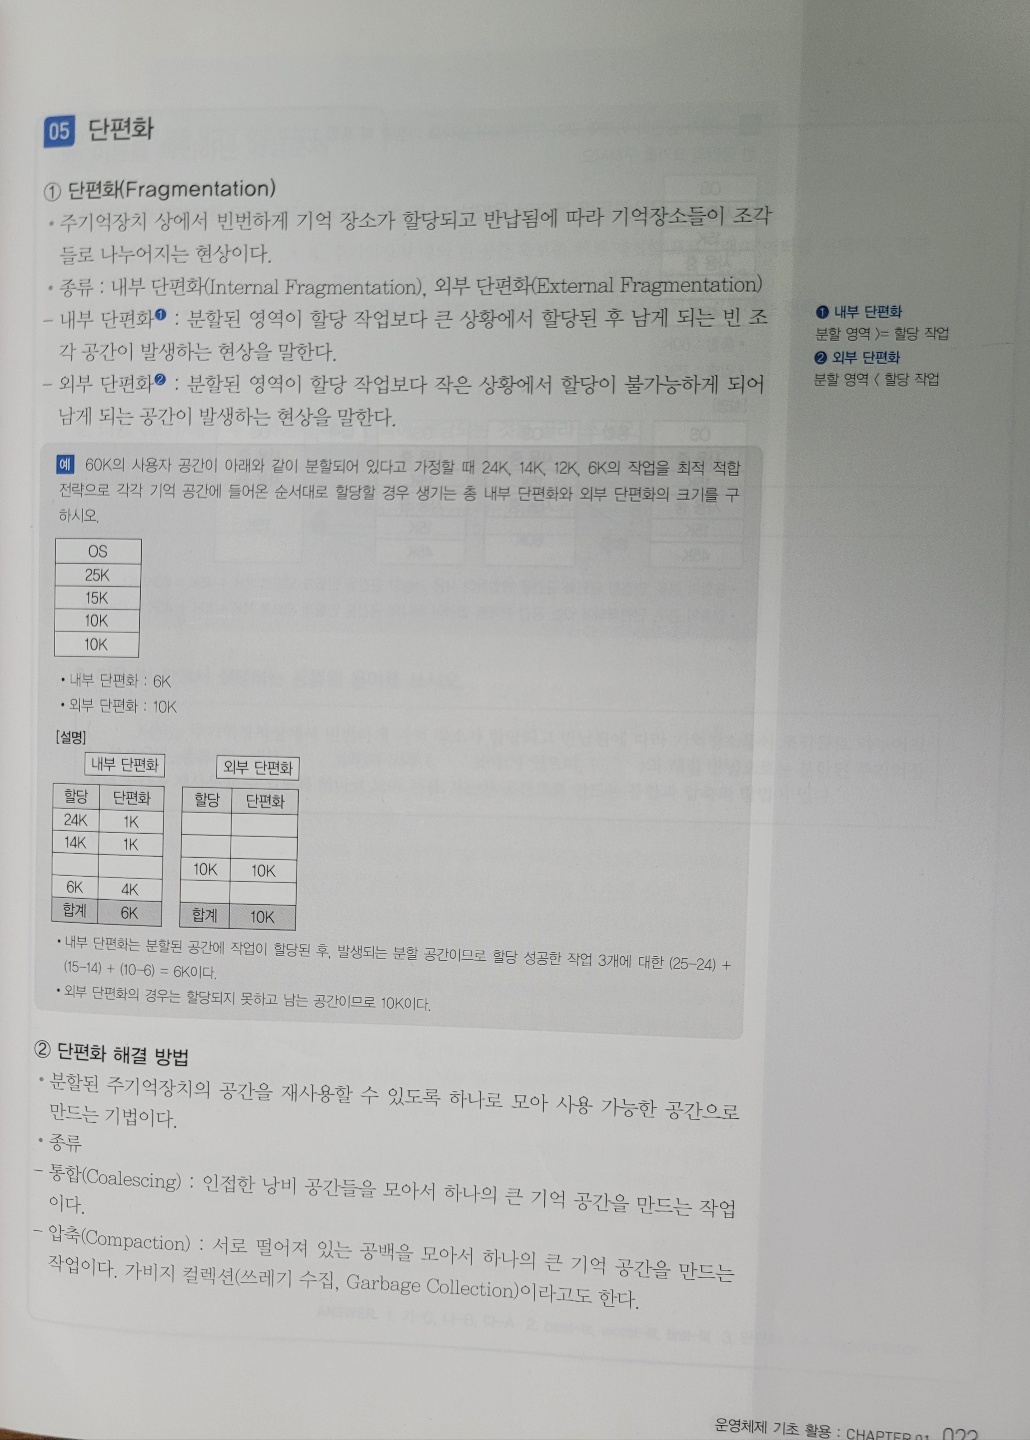 05 단편화
① 단편화(Fragmentation)
• 주기억장치 상에서 빈번하게 기억 장소가 할당되고 반납됨에 따라 기억장소들이 조각
들로 나누어지는 현상이다.
• 종류 : 내부 단편화(Internal Fragmentation), 외부 단편화(External Fragmentation)
- 내부 단편화❶ : 분할된 영역이 할당 작업보다 큰 상황에서 할당된 후 남게 되는 빈 조
각 공간이 발생하는 현상을 말한다.
- 외부 단편화❷ : 분할된 영역이 할당 작업보다 작은 상황에서 할당이 불가능하게 되어
남게 되는 공간이 발생하는 현상을 말한다.
❶ 내부 단편화
분할 영역 >= 할당 작업
❷ 외부 단편화
분할 영역 < 할당 작업
예 60K의 사용자 공간이 아래와 같이 분할되어 있다고 가정할 때 24K, 14K, 12K, 6K의 작업을 최적 적합
전략으로 각각 기억 공간에 들어온 순서대로 할당할 경우 생기는 총 내부 단편화와 외부 단편화의 크기를 구
하시오.
OS
25K
15K
10K
10K
• 내부 단편화 : 6K
• 외부 단편화 : 10K
[설명]
내부 단편화
할당 단편화
24K 1K
14K 1K
6K 4K
합계 6K
외부 단편화
할당 단편화
10K 10K
합계 10K
• 내부 단편화는 분할된 공간에 작업이 할당된 후, 발생되는 분할 공간이므로 할당 성공한 작업 3개에 대한 (25-24) +
(15-14) + (10-6) = 6K이다.
• 외부 단편화의 경우는 할당되지 못하고 남는 공간이므로 10K이다.
② 단편화 해결 방법
• 분할된 주기억장치의 공간을 재사용할 수 있도록 하나로 모아 사용 가능한 공간으로
만드는 기법이다.
• 종류
- 통합(Coalescing) : 인접한 낭비 공간들을 모아서 하나의 큰 기억 공간을 만드는 작업
이다.
- 압축(Compaction) : 서로 떨어져 있는 공백을 모아서 하나의 큰 기억 공간을 만드는
작업이다. 가비지 컬렉션(쓰레기 수집, Garbage Collection)이라고도 한다.
운영체제 기초 활용 : CHAPTER 01 023